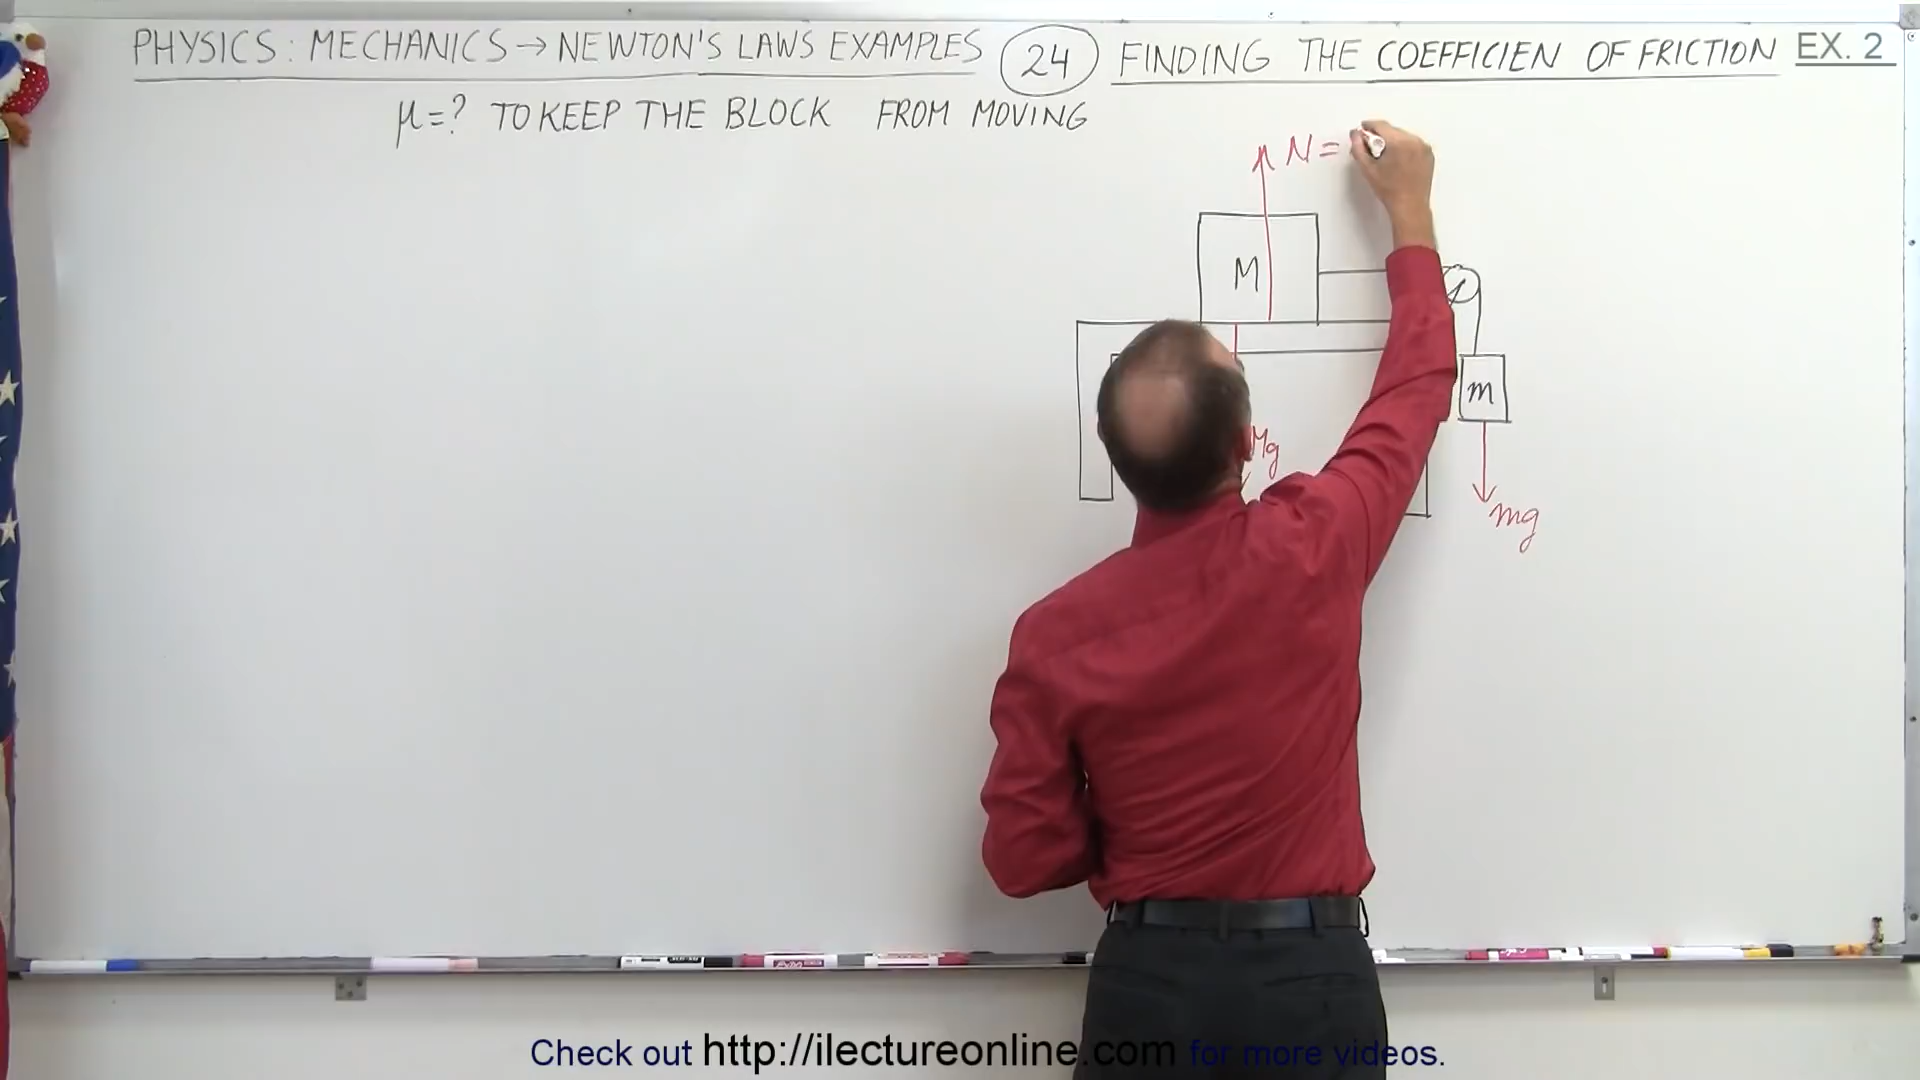 PHYSICS: MECHANICS → NEWTON'S LAWS EXAMPLES 24 FINDING THE COEFFICIEN OF FRICTION EX. 2
μ=? TO KEEP THE BLOCK FROM MOVING
N =
M
m
Mg
mg
Check out http://ilectureonline.com for more videos.